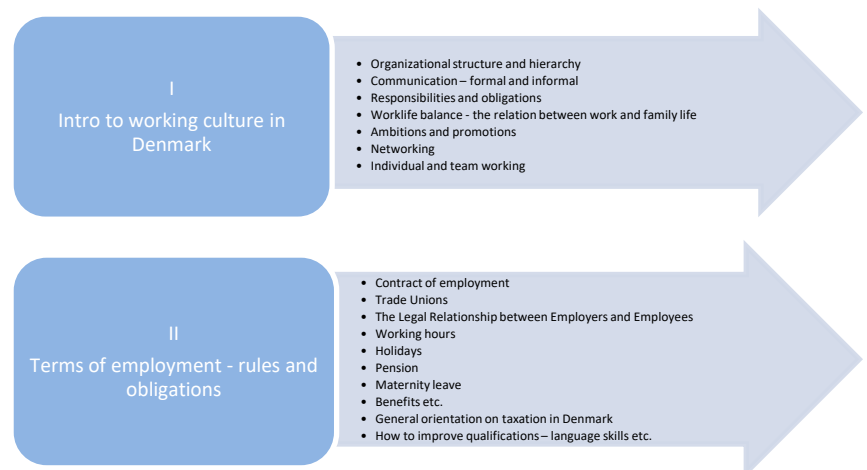 I
Intro to working culture in
Denmark
• Organizational structure and hierarchy
• Communication – formal and informal
• Responsibilities and obligations
• Worklife balance - the relation between work and family life
• Ambitions and promotions
• Networking
• Individual and team working
II
Terms of employment - rules and
obligations
• Contract of employment
• Trade Unions
• The Legal Relationship between Employers and Employees
• Working hours
• Holidays
• Pension
• Maternity leave
• Benefits etc.
• General orientation on taxation in Denmark
• How to improve qualifications – language skills etc.